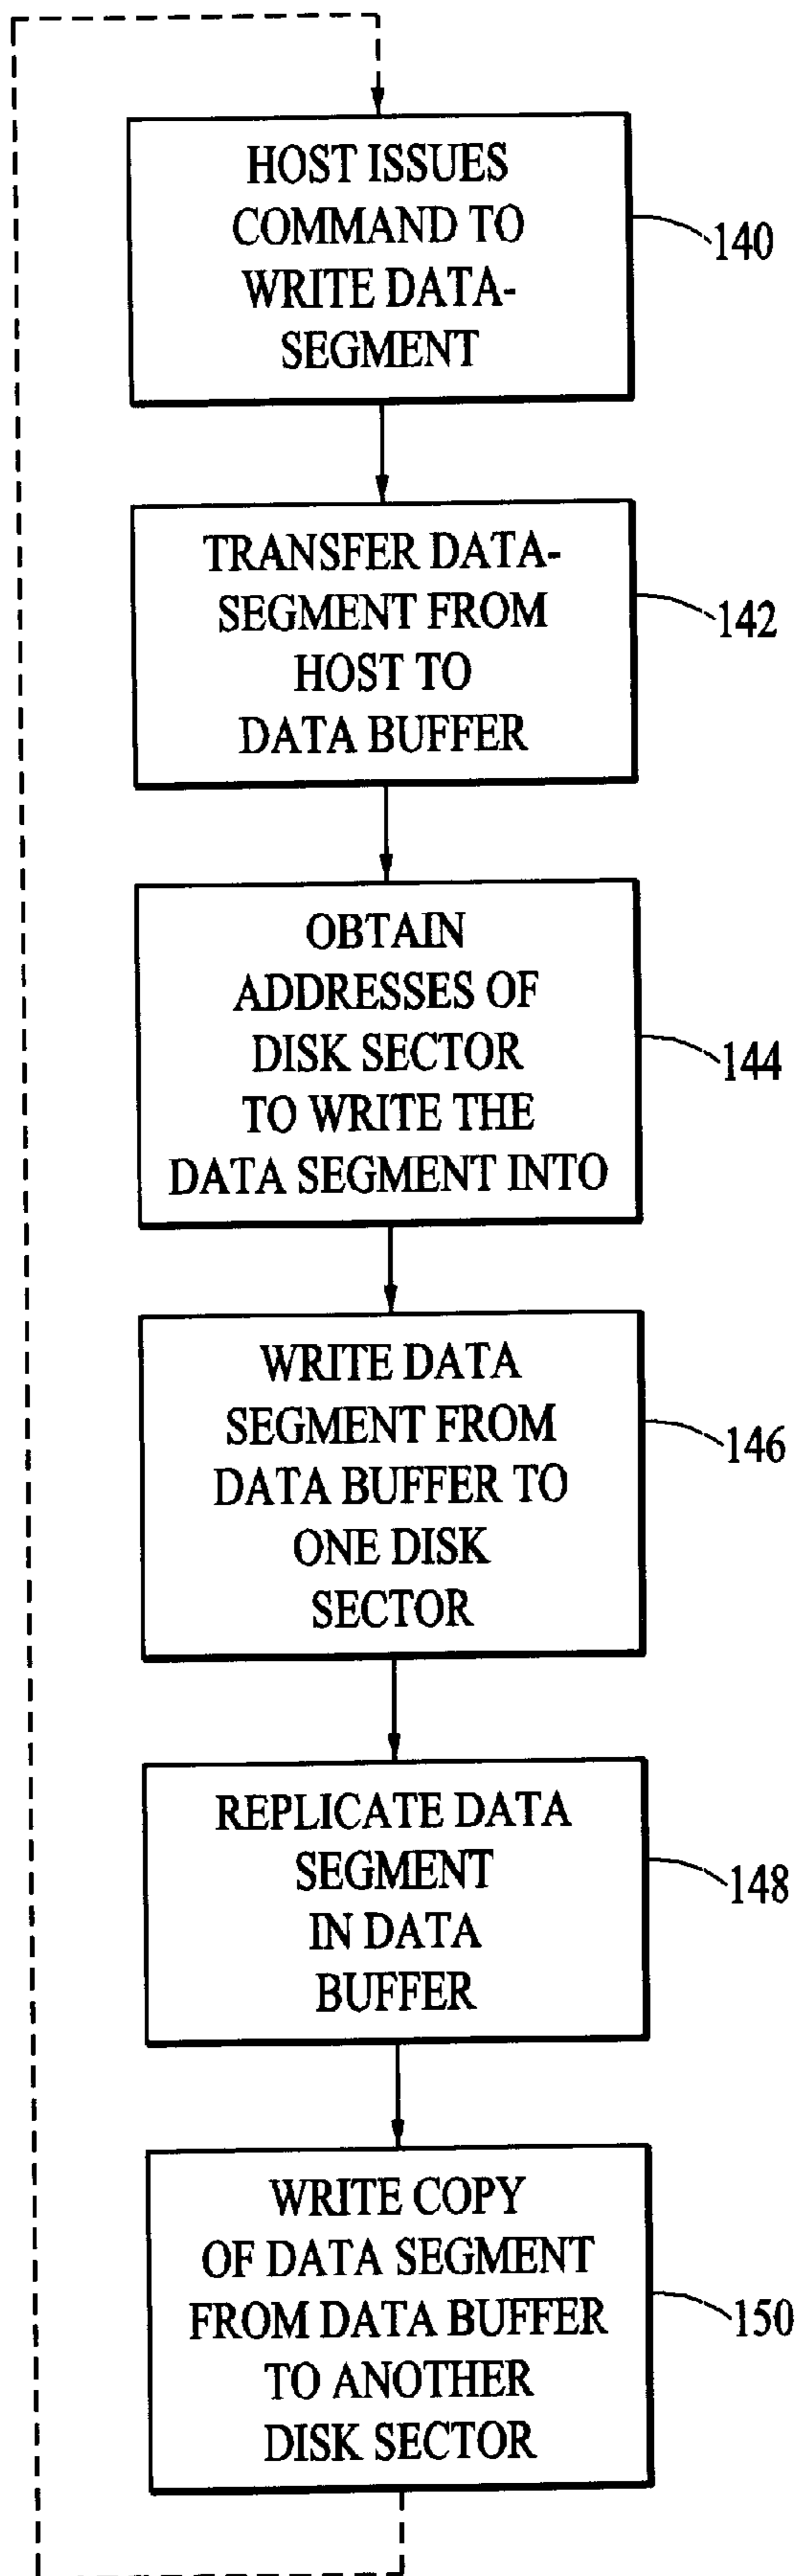 HOST ISSUES
COMMAND TO
WRITE DATA-
SEGMENT
140
TRANSFER DATA-
SEGMENT FROM
HOST TO
DATA BUFFER
142
OBTAIN
ADDRESSES OF
DISK SECTOR
TO WRITE THE
DATA SEGMENT INTO
144
WRITE DATA
SEGMENT FROM
DATA BUFFER TO
ONE DISK
SECTOR
146
REPLICATE DATA
SEGMENT
IN DATA
BUFFER
148
WRITE COPY
OF DATA SEGMENT
FROM DATA BUFFER
TO ANOTHER
DISK SECTOR
150